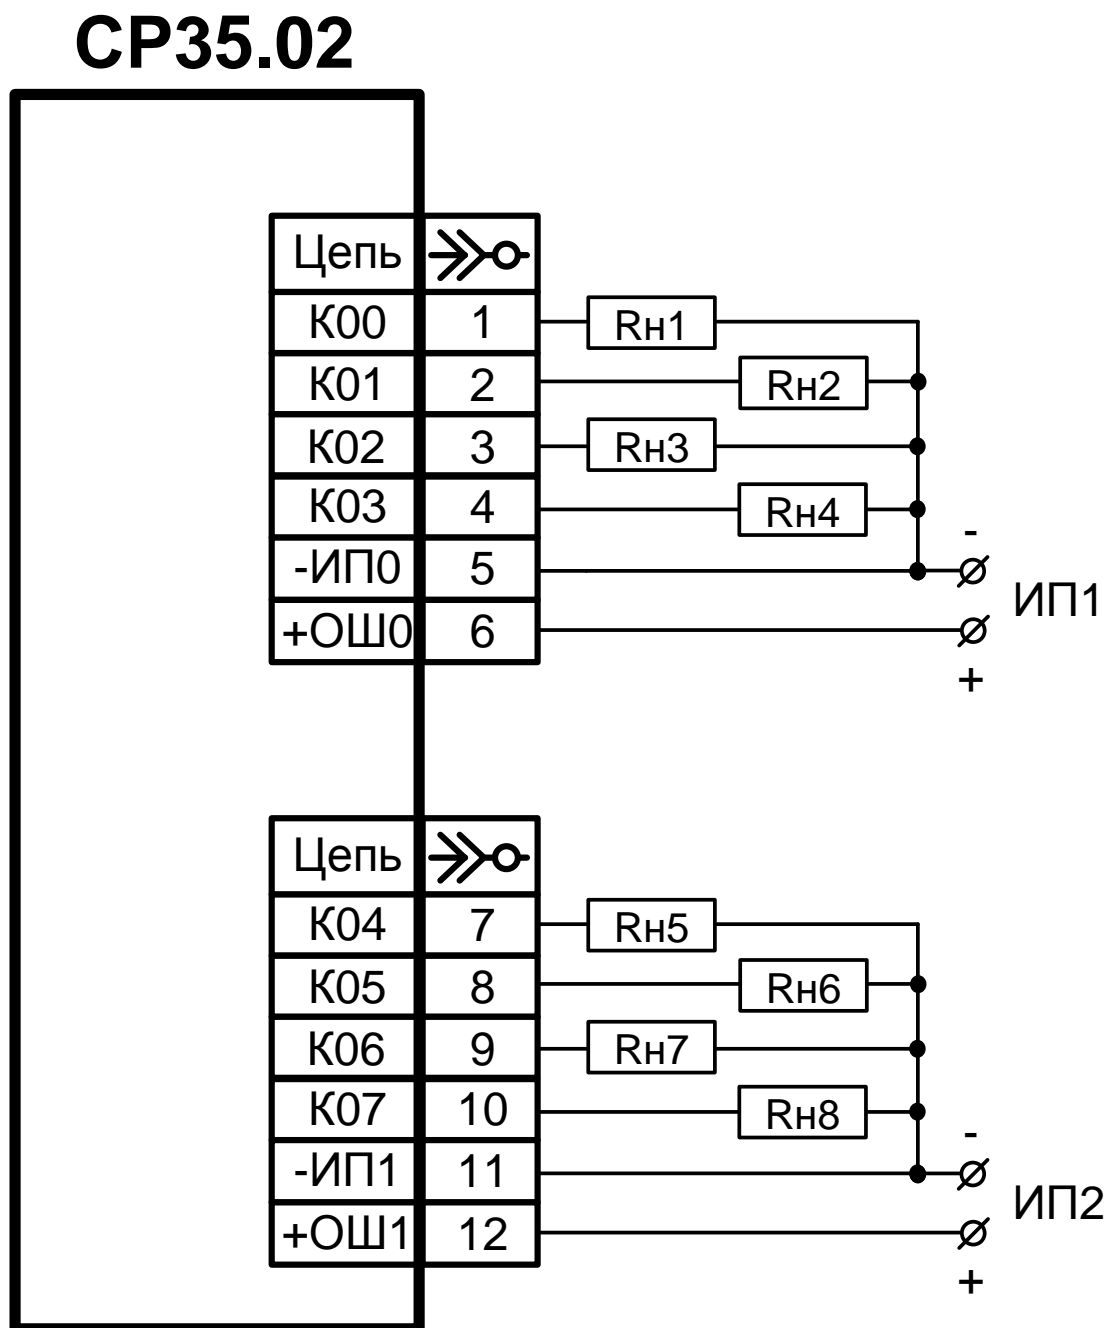 СР35.02
Цепь
К00 1 Rн1
К01 2 Rн2
К02 3 Rн3
К03 4 Rн4
-
-ИП0 5
ИП1
+ОШ0 6
+
Цепь
К04 7 Rн5
К05 8 Rн6
К06 9 Rн7
К07 10 Rн8
-
-ИП1 11
ИП2
+ОШ1 12
+